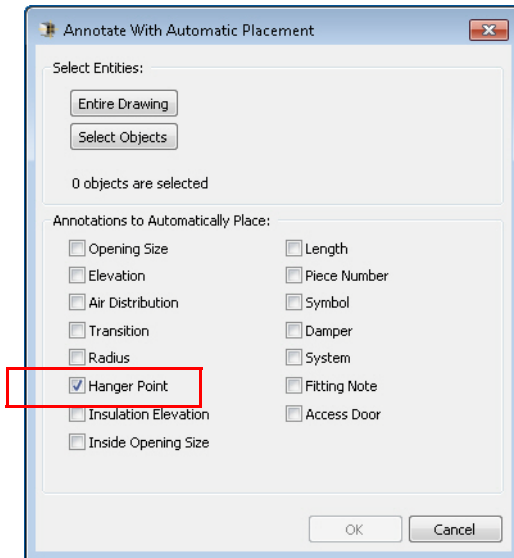 Annotate With Automatic Placement
Select Entities:
Entire Drawing
Select Objects
0 objects are selected
Annotations to Automatically Place:
Opening Size
Elevation
Air Distribution
Transition
Radius
Hanger Point
Insulation Elevation
Inside Opening Size
Length
Piece Number
Symbol
Damper
System
Fitting Note
Access Door
OK
Cancel